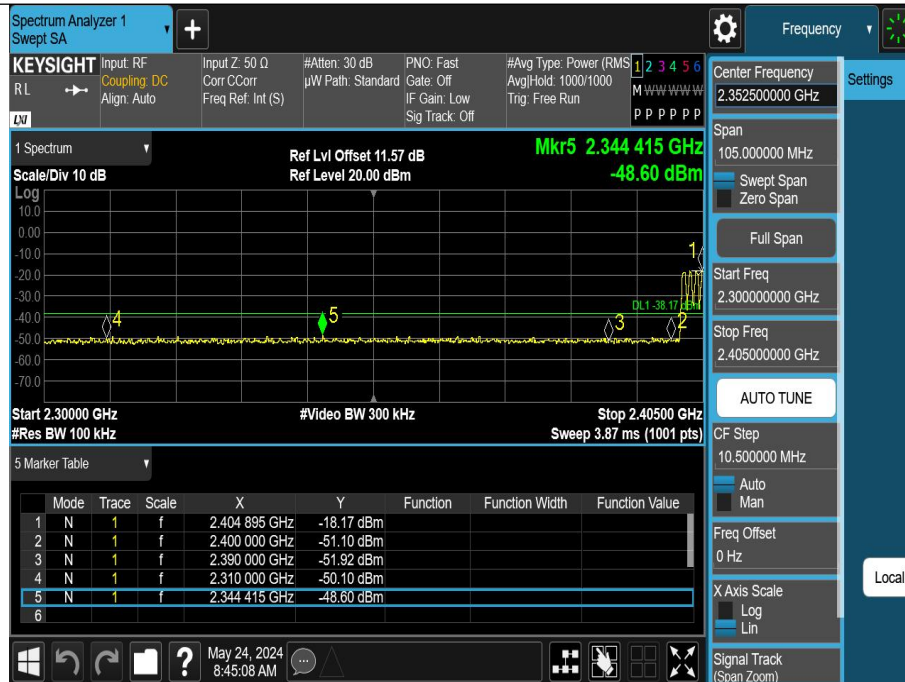 Spectrum Analyzer 1
Swept SA
Frequency
KEYSIGHT
RL
LXI
Input: RF
Coupling: DC
Align: Auto
Input Z: 50 Ω
Corr CCorr
Freq Ref: Int (S)
#Atten: 30 dB
µW Path: Standard
PNO: Fast
Gate: Off
IF Gain: Low
Sig Track: Off
#Avg Type: Power (RMS
Avg|Hold: 1000/1000
Trig: Free Run
1 2 3 4 5 6
M W W W W W
P P P P P P
1 Spectrum
Scale/Div 10 dB
Ref Lvl Offset 11.57 dB
Ref Level 20.00 dBm
Mkr5 2.344 415 GHz
-48.60 dBm
Log
10.0
0.00
-10.0
-20.0
-30.0
-40.0
-50.0
-60.0
-70.0
1
DL1 -38.17 dBm
4
5
3
2
Start 2.30000 GHz
#Video BW 300 kHz
Stop 2.40500 GHz
#Res BW 100 kHz
Sweep 3.87 ms (1001 pts)
5 Marker Table
Mode Trace Scale X Y Function Function Width Function Value
1 N 1 f 2.404 895 GHz -18.17 dBm
2 N 1 f 2.400 000 GHz -51.10 dBm
3 N 1 f 2.390 000 GHz -51.92 dBm
4 N 1 f 2.310 000 GHz -50.10 dBm
5 N 1 f 2.344 415 GHz -48.60 dBm
6
?
May 24, 2024
8:45:08 AM
Center Frequency
2.352500000 GHz
Settings
Span
105.000000 MHz
Swept Span
Zero Span
Full Span
Start Freq
2.300000000 GHz
Stop Freq
2.405000000 GHz
AUTO TUNE
CF Step
10.500000 MHz
Auto
Man
Freq Offset
0 Hz
Local
X Axis Scale
Log
Lin
Signal Track
(Span Zoom)